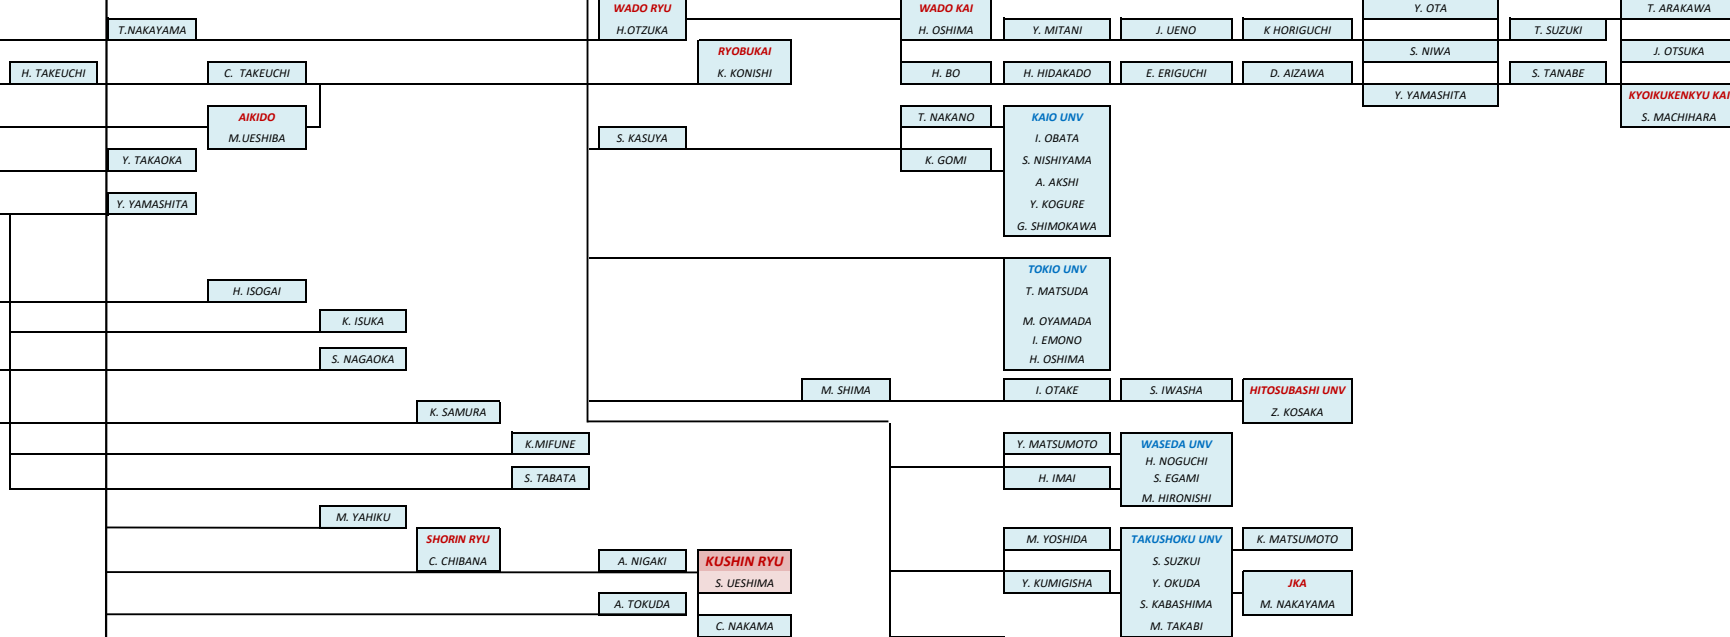 WADO RYU
WADO KAI
Y. OTA
T. ARAKAWA
T.NAKAYAMA
H.OTZUKA
H. OSHIMA
Y. MITANI
J. UENO
K HORIGUCHI
T. SUZUKI
RYOBUKAI
S. NIWA
J. OTSUKA
H. TAKEUCHI
C. TAKEUCHI
K. KONISHI
H. BO
H. HIDAKADO
E. ERIGUCHI
D. AIZAWA
S. TANABE
Y. YAMASHITA
KYOIKUKENKYU KAI
AIKIDO
T. NAKANO
KAIO UNV
S. MACHIHARA
M.UESHIBA
S. KASUYA
I. OBATA
Y. TAKAOKA
K. GOMI
S. NISHIYAMA
A. AKSHI
Y. YAMASHITA
Y. KOGURE
G. SHIMOKAWA
TOKIO UNV
H. ISOGAI
T. MATSUDA
K. ISUKA
M. OYAMADA
I. EMONO
S. NAGAOKA
H. OSHIMA
M. SHIMA
I. OTAKE
S. IWASHA
HITOSUBASHI UNV
K. SAMURA
Z. KOSAKA
K.MIFUNE
Y. MATSUMOTO
WASEDA UNV
H. NOGUCHI
S. TABATA
H. IMAI
S. EGAMI
M. HIRONISHI
M. YAHIKU
SHORIN RYU
M. YOSHIDA
TAKUSHOKU UNV
K. MATSUMOTO
C. CHIBANA
A. NIGAKI
KUSHIN RYU
S. SUZKUI
S. UESHIMA
Y. KUMIGISHA
Y. OKUDA
JKA
A. TOKUDA
S. KABASHIMA
M. NAKAYAMA
C. NAKAMA
M. TAKABI